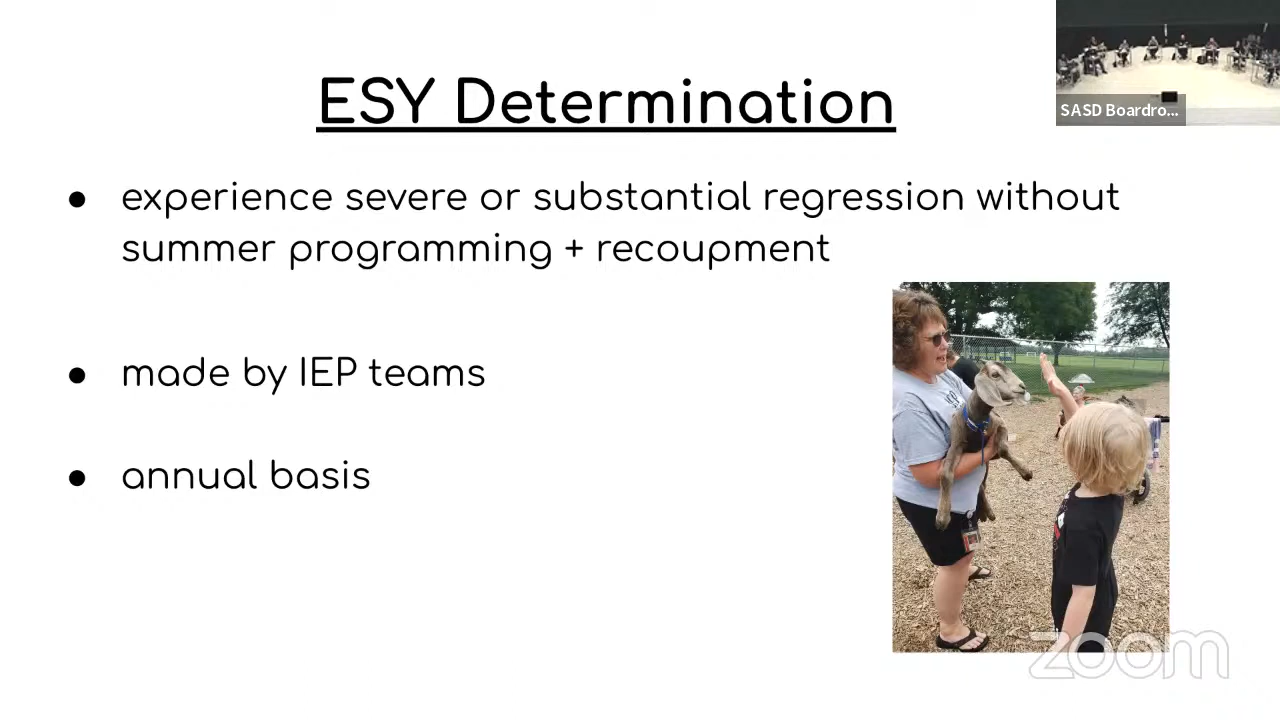 ESY Determination
SASD Boardro...
● experience severe or substantial regression without
summer programming + recoupment
● made by IEP teams
● annual basis
zoom